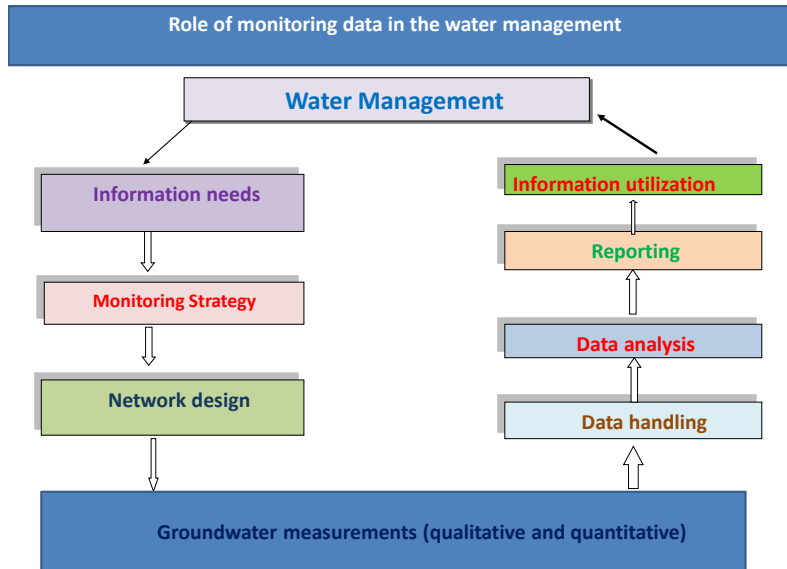 Role of monitoring data in the water management
Water Management
Information needs
Monitoring Strategy
Network design
Groundwater measurements (qualitative and quantitative)
Data handling
Data analysis
Reporting
Information utilization